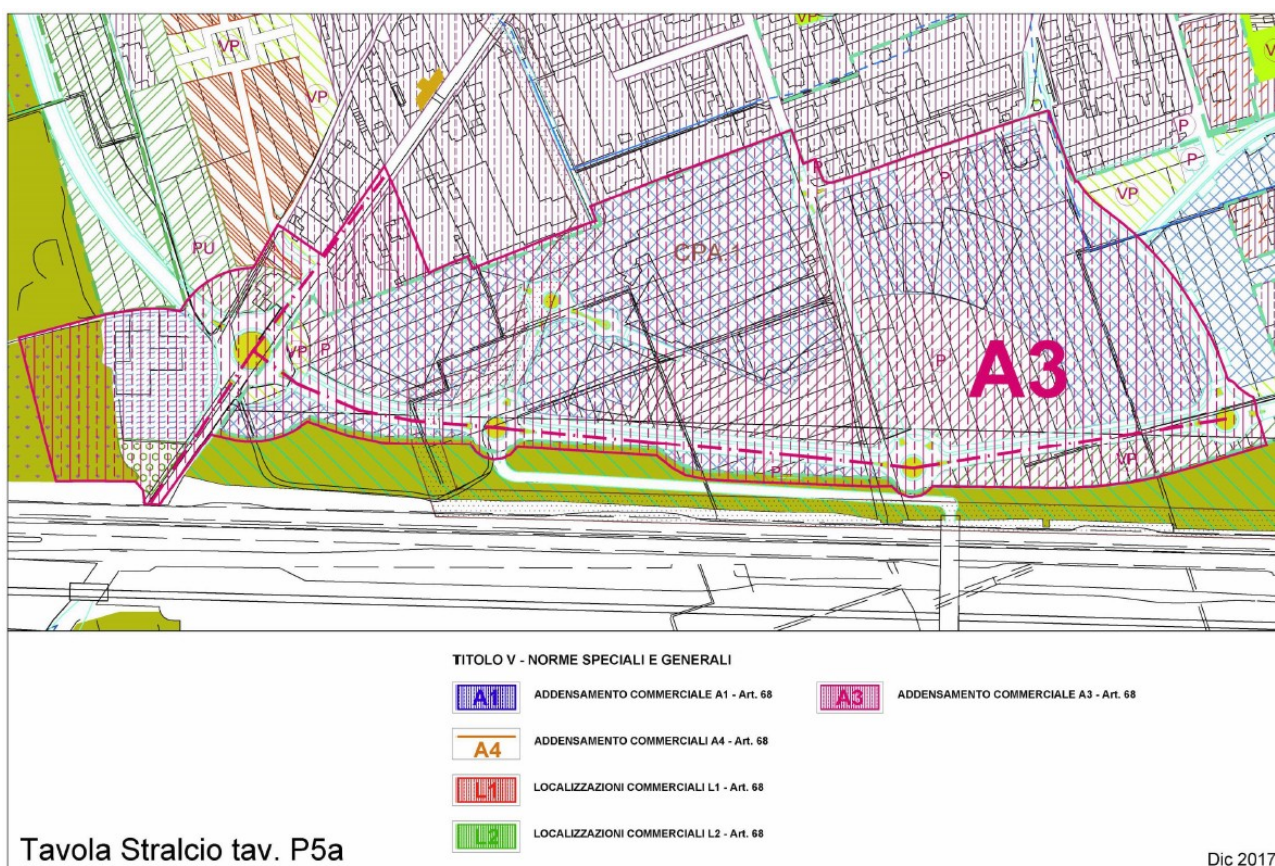 VP
VP
V
VP
P
P
P
P
VP
PU
CPA 1
V
VP
P
P
A3
P
VP
TITOLO V - NORME SPECIALI E GENERALI
A1 ADDENSAMENTO COMMERCIALE A1 - Art. 68
A3 ADDENSAMENTO COMMERCIALE A3 - Art. 68
A4 ADDENSAMENTO COMMERCIALI A4 - Art. 68
L1 LOCALIZZAZIONI COMMERCIALI L1 - Art. 68
L2 LOCALIZZAZIONI COMMERCIALI L2 - Art. 68
Tavola Stralcio tav. P5a
Dic 2017